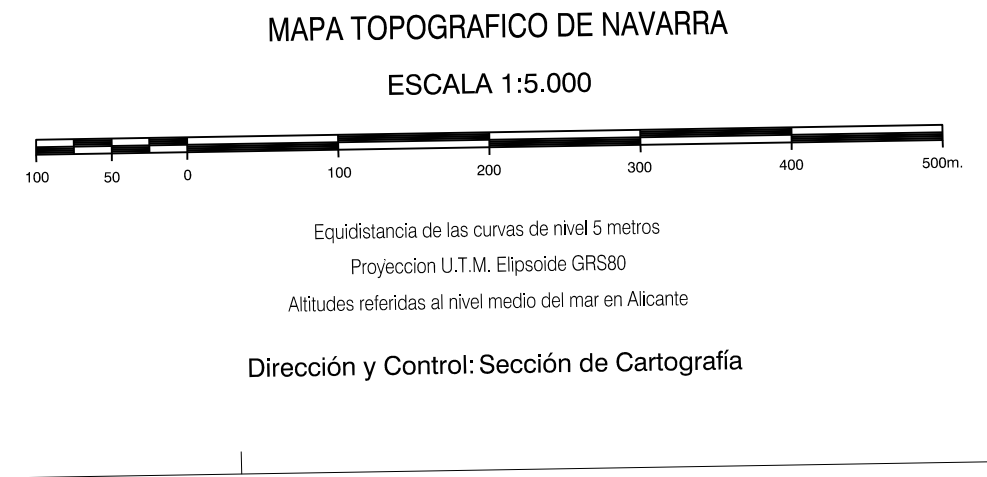 MAPA TOPOGRAFICO DE NAVARRA
ESCALA 1:5.000
100 50 0 100 200 300 400 500m.
Equidistancia de las curvas de nivel 5 metros
Proyeccion U.T.M. Elipsoide GRS80
Altitudes referidas al nivel medio del mar en Alicante
Dirección y Control: Sección de Cartografía